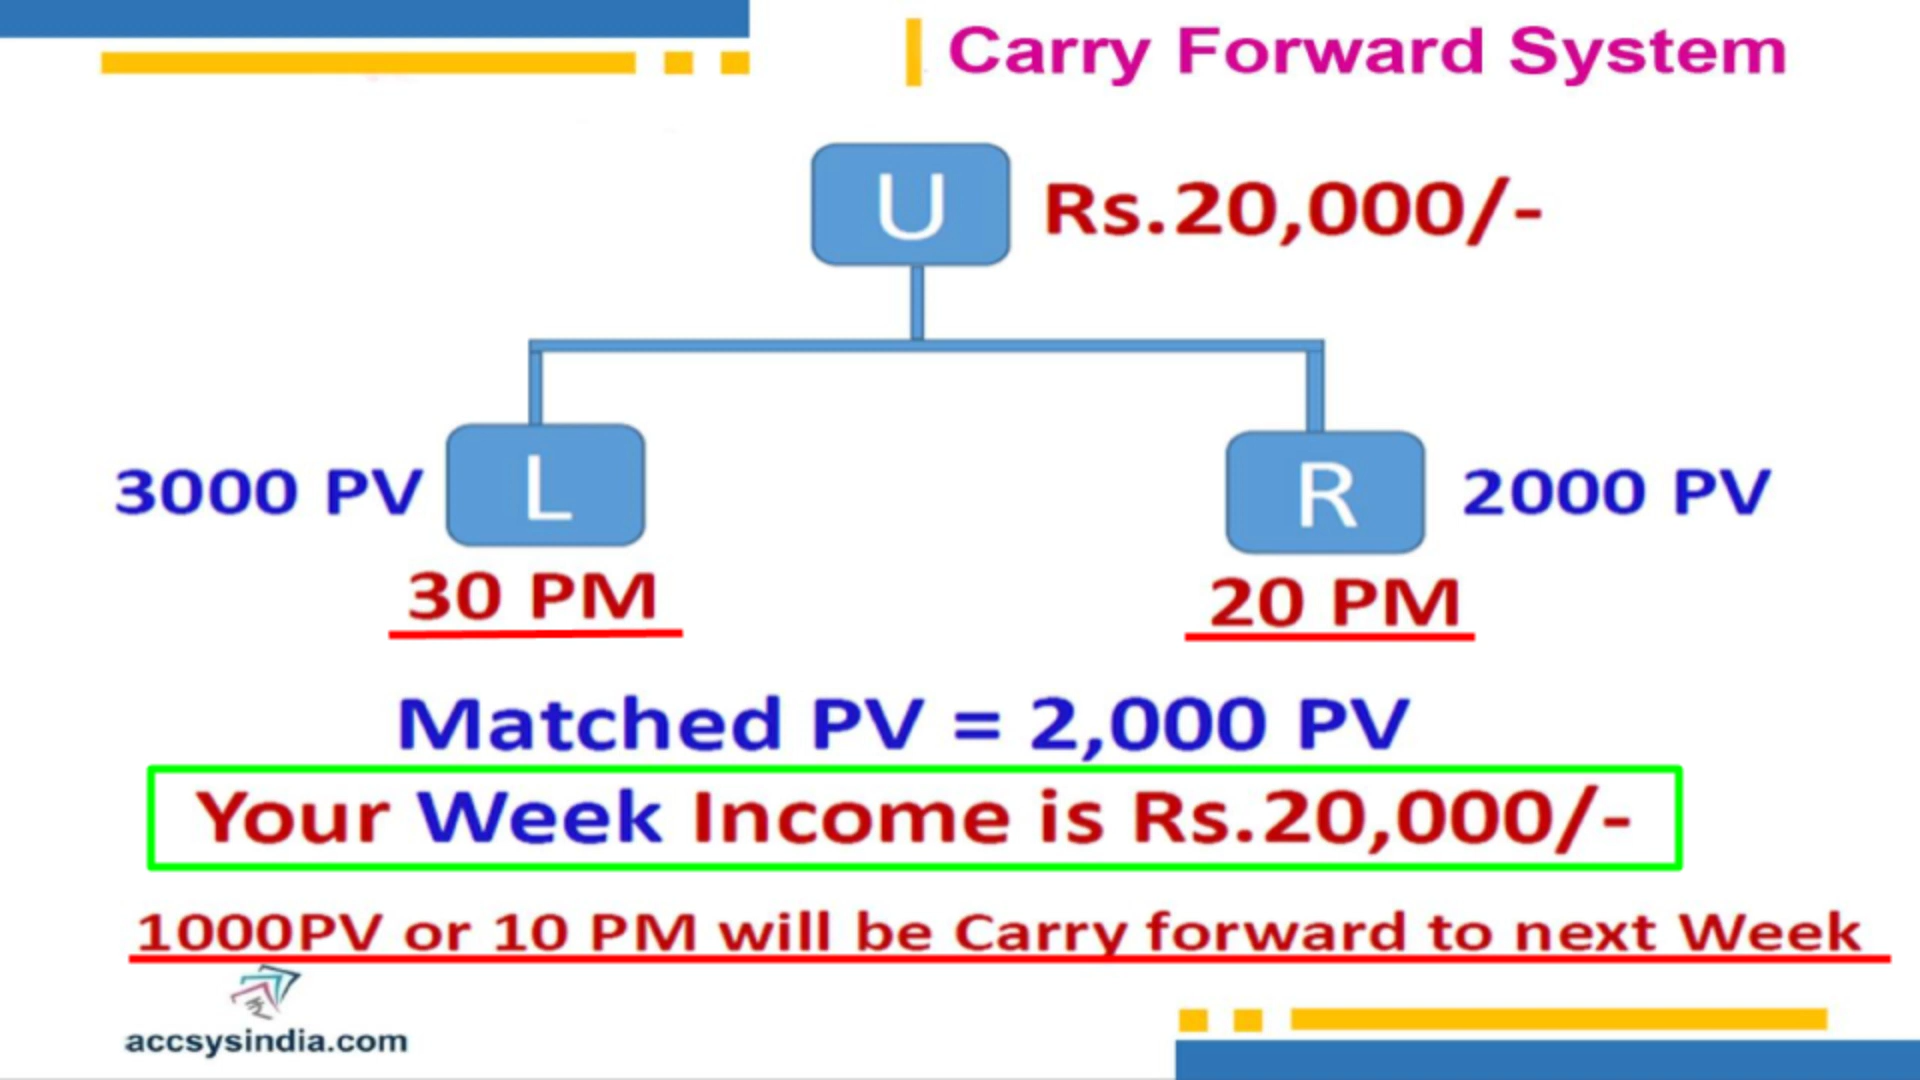 Carry Forward System
U Rs.20,000/-
3000 PV L R 2000 PV
30 PM 20 PM
Matched PV = 2,000 PV
Your Week Income is Rs.20,000/-
1000PV or 10 PM will be Carry forward to next Week
accsysindia.com